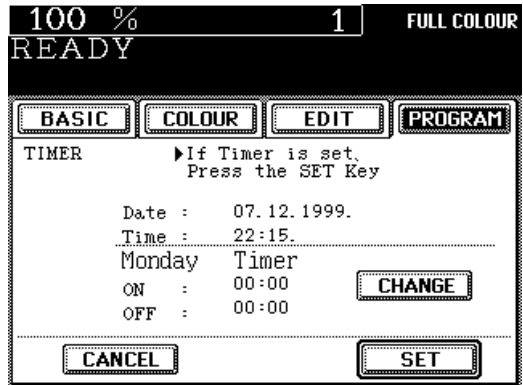 100 % 1 FULL COLOUR
READY
BASIC COLOUR EDIT PROGRAM
TIMER ▶If Timer is set、
Press the SET Key
Date : 07.12.1999.
Time : 22:15.
Monday Timer
ON : 00:00 CHANGE
OFF : 00:00
CANCEL SET